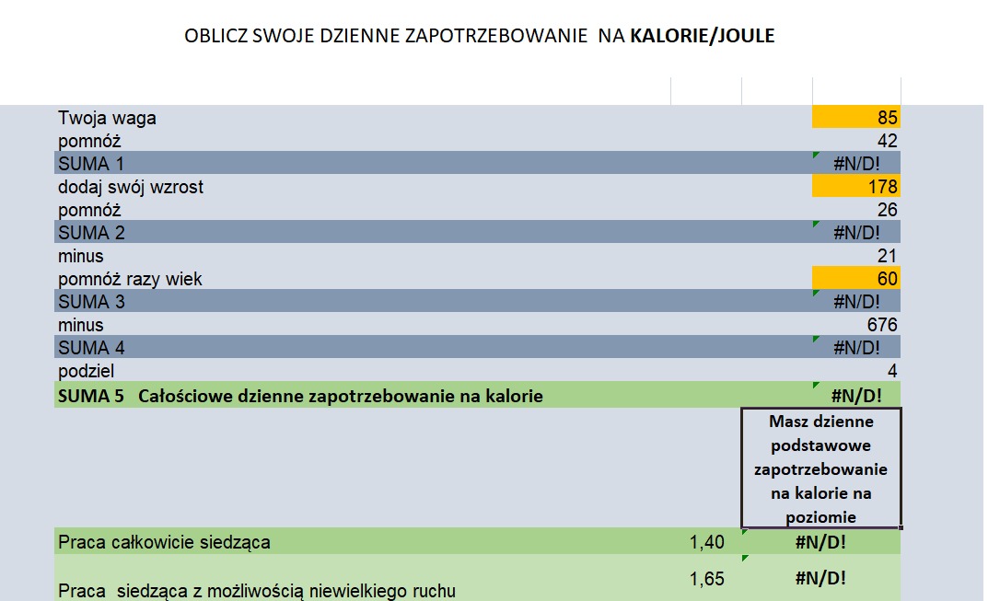 OBLICZ SWOJE DZIENNE ZAPOTRZEBOWANIE NA KALORIE/JOULE
Twoja waga 85
pomnóż 42
SUMA 1 #N/D!
dodaj swój wzrost 178
pomnóż 26
SUMA 2 #N/D!
minus 21
pomnóż razy wiek 60
SUMA 3 #N/D!
minus 676
SUMA 4 #N/D!
podziel 4
SUMA 5 Całościowe dzienne zapotrzebowanie na kalorie #N/D!
Masz dzienne
podstawowe
zapotrzebowanie
na kalorie na
poziomie
Praca całkowicie siedząca 1,40 #N/D!
Praca siedząca z możliwością niewielkiego ruchu 1,65 #N/D!